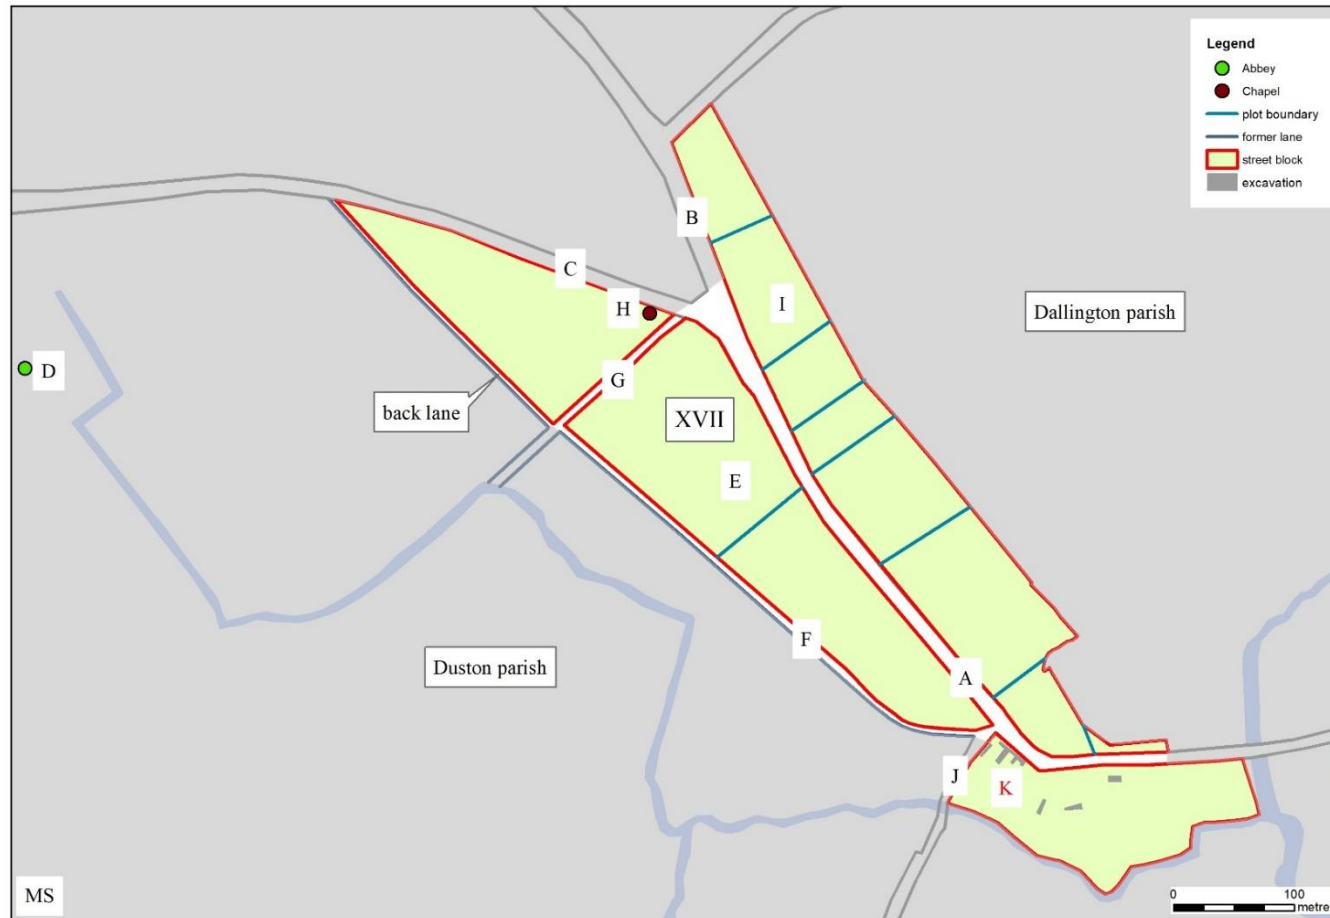 Legend
Abbey
Chapel
plot boundary
former lane
street block
excavation
B
C
H
I
Dallington parish
D
G
back lane
XVII
E
F
Duston parish
A
J
K
MS
0 100
metre